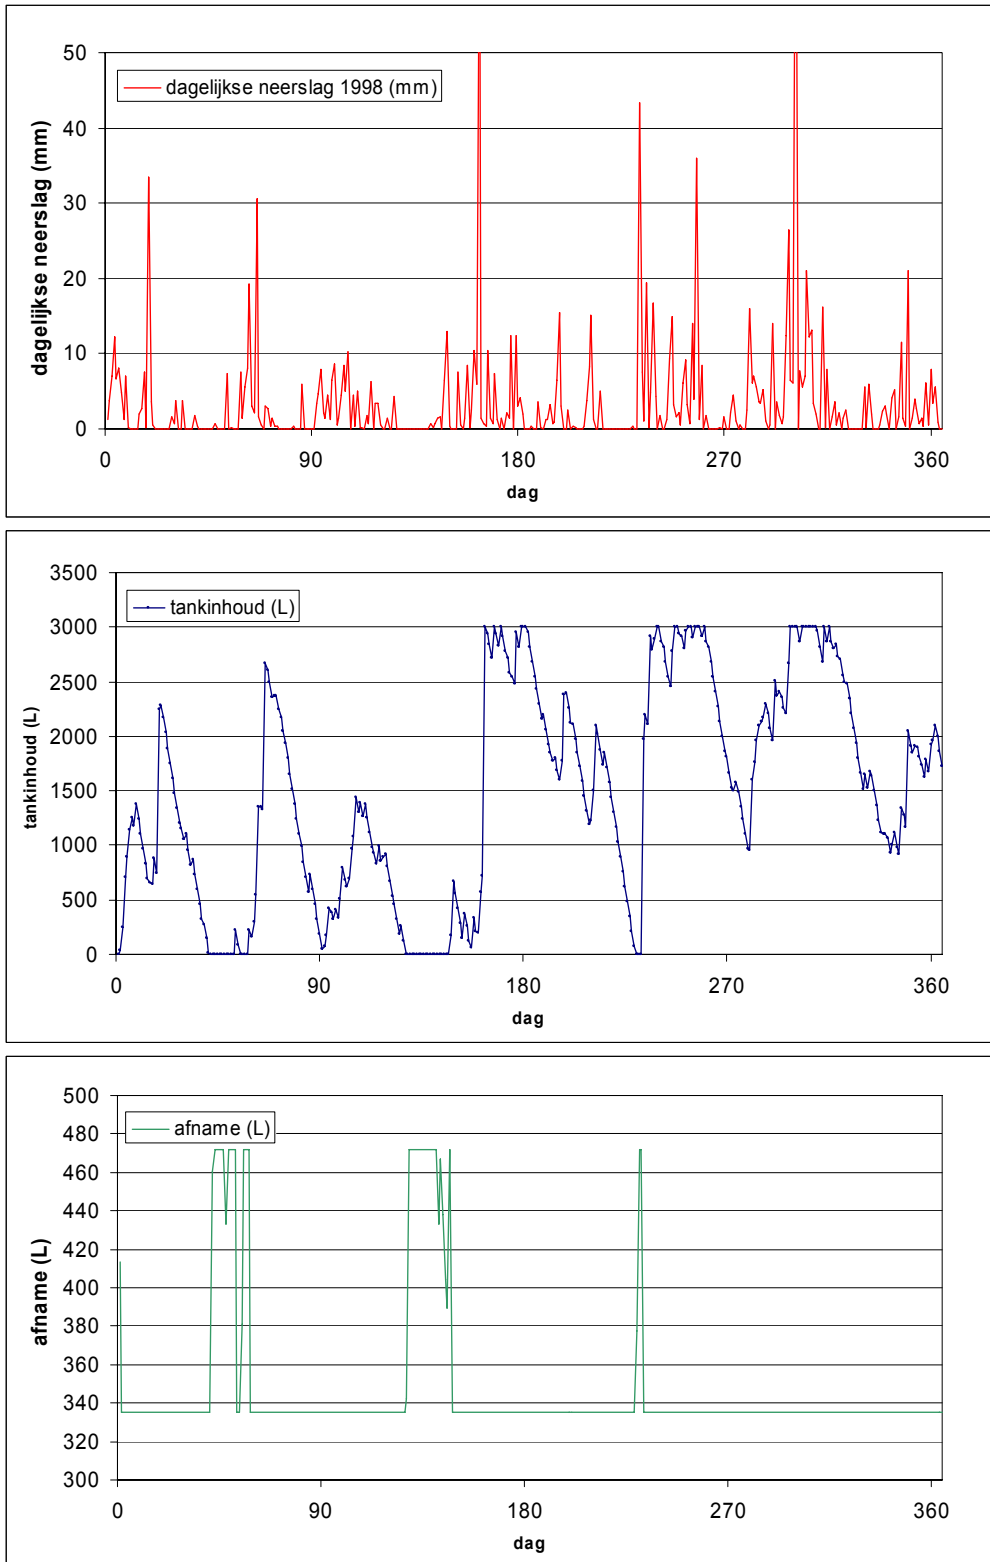 50
40
30
20
10
0
dagelijkse neerslag (mm)
dagelijkse neerslag 1998 (mm)
0 90 180 270 360
dag
3500
3000
2500
2000
1500
1000
500
0
tankinhoud (L)
tankinhoud (L)
0 90 180 270 360
dag
500
480
460
440
420
400
380
360
340
320
300
afname (L)
afname (L)
0 90 180 270 360
dag